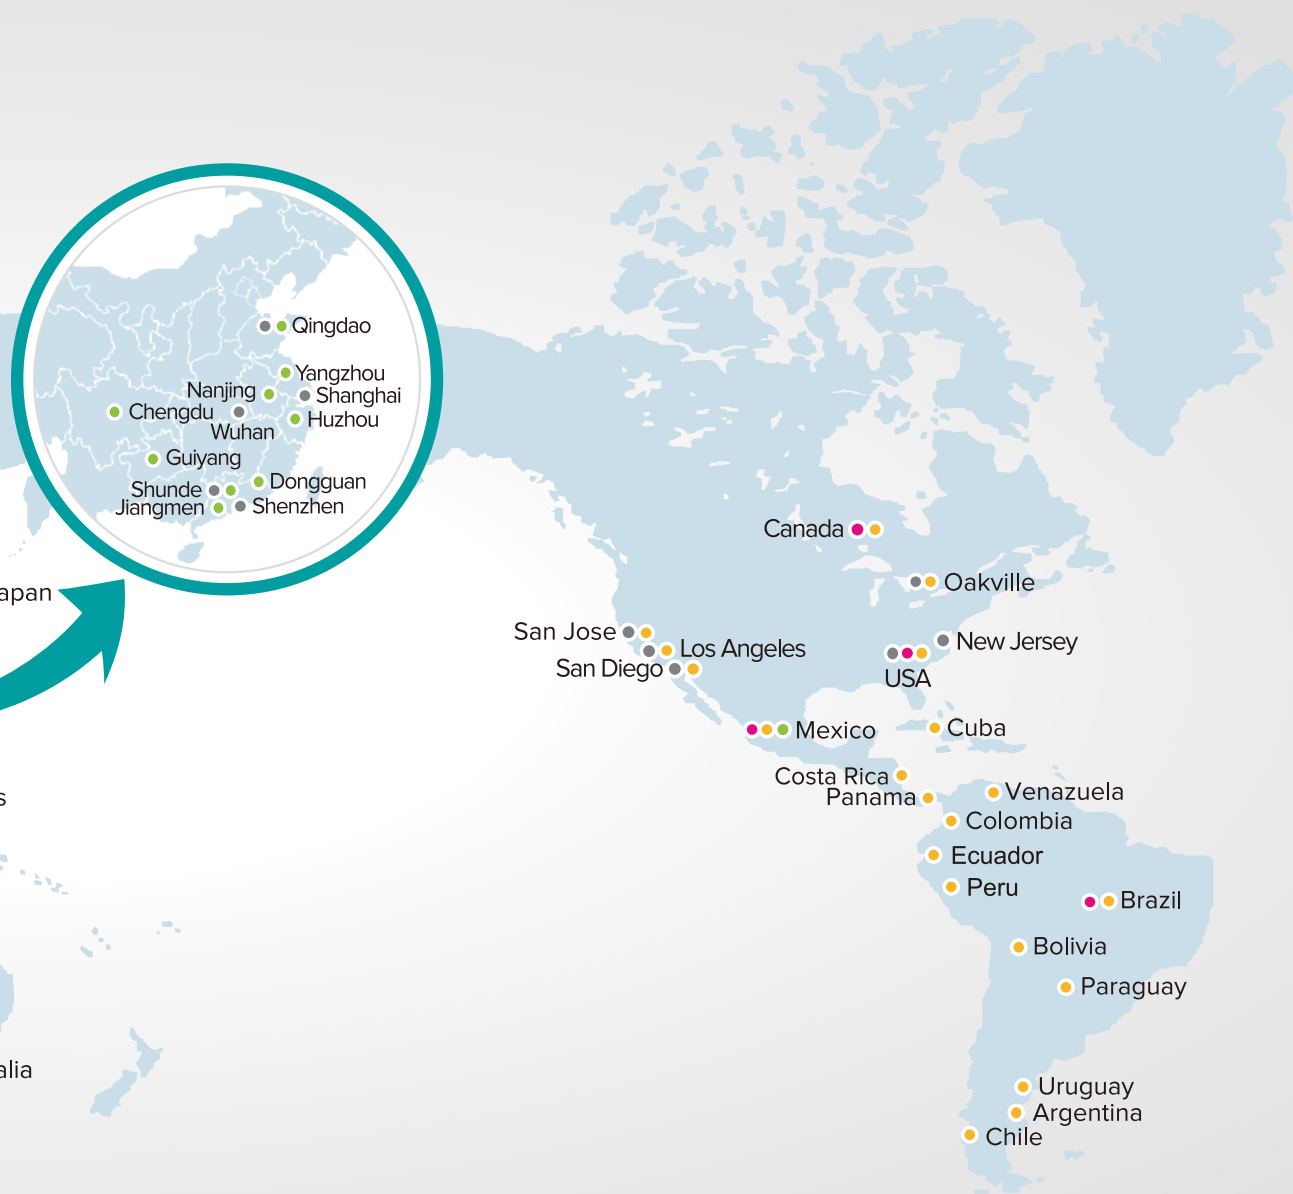 Qingdao
Yangzhou
Nanjing
Shanghai
Chengdu
Huzhou
Wuhan
Guiyang
Dongguan
Shunde
Jiangmen
Shenzhen
apan
s
alia
Canada
Oakville
San Jose
New Jersey
Los Angeles
San Diego
USA
Mexico
Cuba
Costa Rica
Panama
Venazuela
Colombia
Ecuador
Peru
Brazil
Bolivia
Paraguay
Uruguay
Argentina
Chile